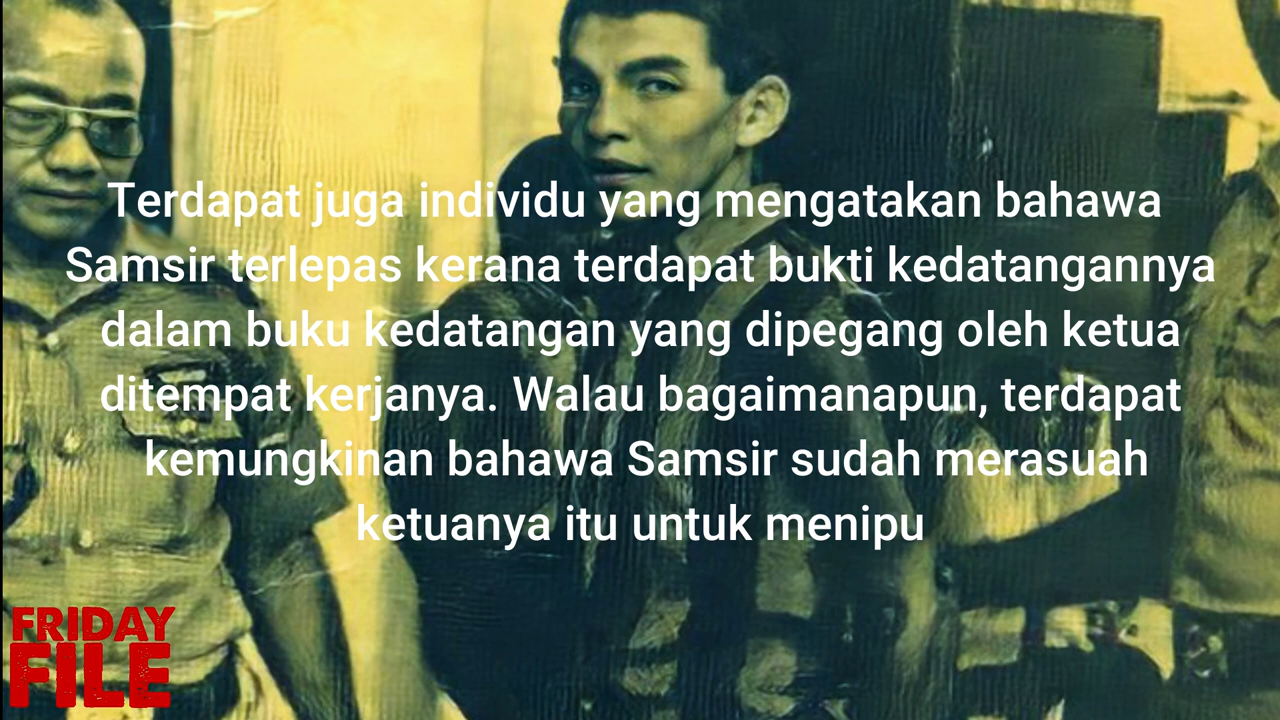 Terdapat juga individu yang mengatakan bahawa
Samsir terlepas kerana terdapat bukti kedatangannya
dalam buku kedatangan yang dipegang oleh ketua
ditempat kerjanya. Walau bagaimanapun, terdapat
kemungkinan bahawa Samsir sudah merasuah
ketuanya itu untuk menipu
FRIDAY
FILE